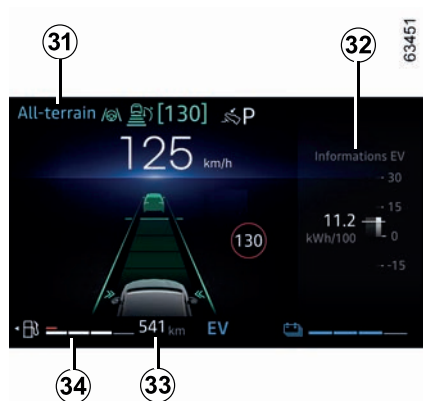 31
32
63451
All-terrain [130] P
125 km/h
Informations EV
30
15
11.2
kWh/100
0
-15
130
541 km EV
34
33